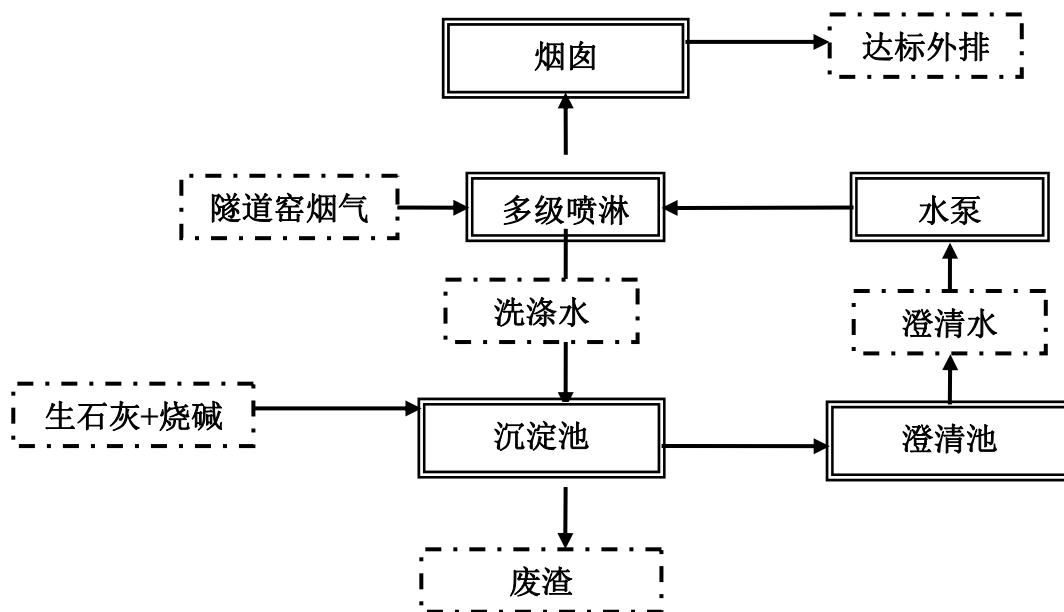 烟囱
达标外排
隧道窑烟气
多级喷淋
水泵
洗涤水
澄清水
生石灰+烧碱
沉淀池
澄清池
废渣